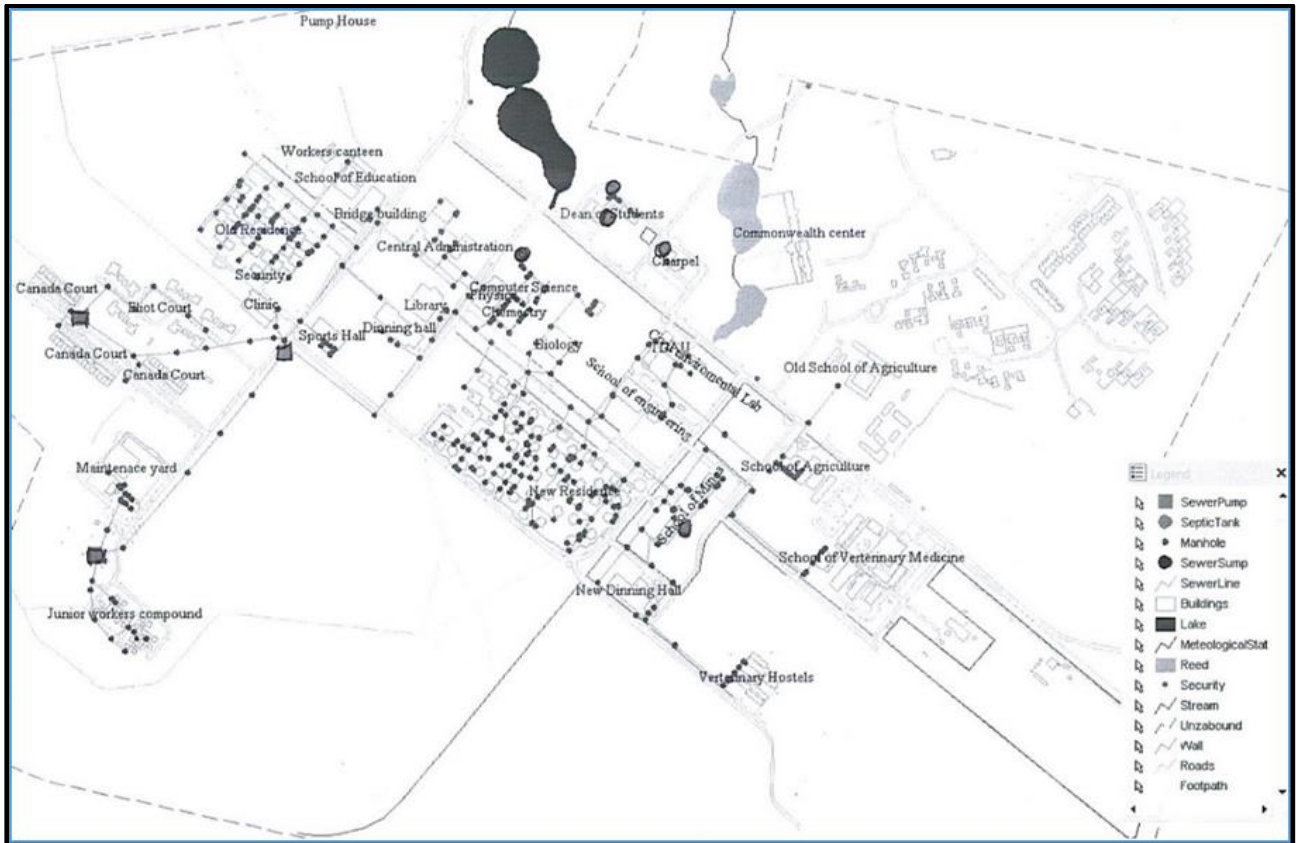 Pump House
Workers canteen
School of Education
Bridge building
Old Residence
Dean of Students
Central Administration
Commonwealth center
Charpel
Security
Canada Court
Eliot Court
Clinic
Library
Computer Science
Physics
Chemestry
Sports Hall
Dinning hall
Biology
Canada Court
Canada Court
School of enginering
Enviromental Lab
Old School of Agriculture
Maintenace yard
School of Agriculture
New Residence
School of Mines
School of Verternary Medicine
New Dinning Hall
Junior workers compound
Verternary Hostels
Legend
SewerPump
SepticTank
Manhole
SewerSump
SewerLine
Buildings
Lake
MeteologicalStat
Reed
Security
Stream
Unzabound
Wall
Roads
Footpath